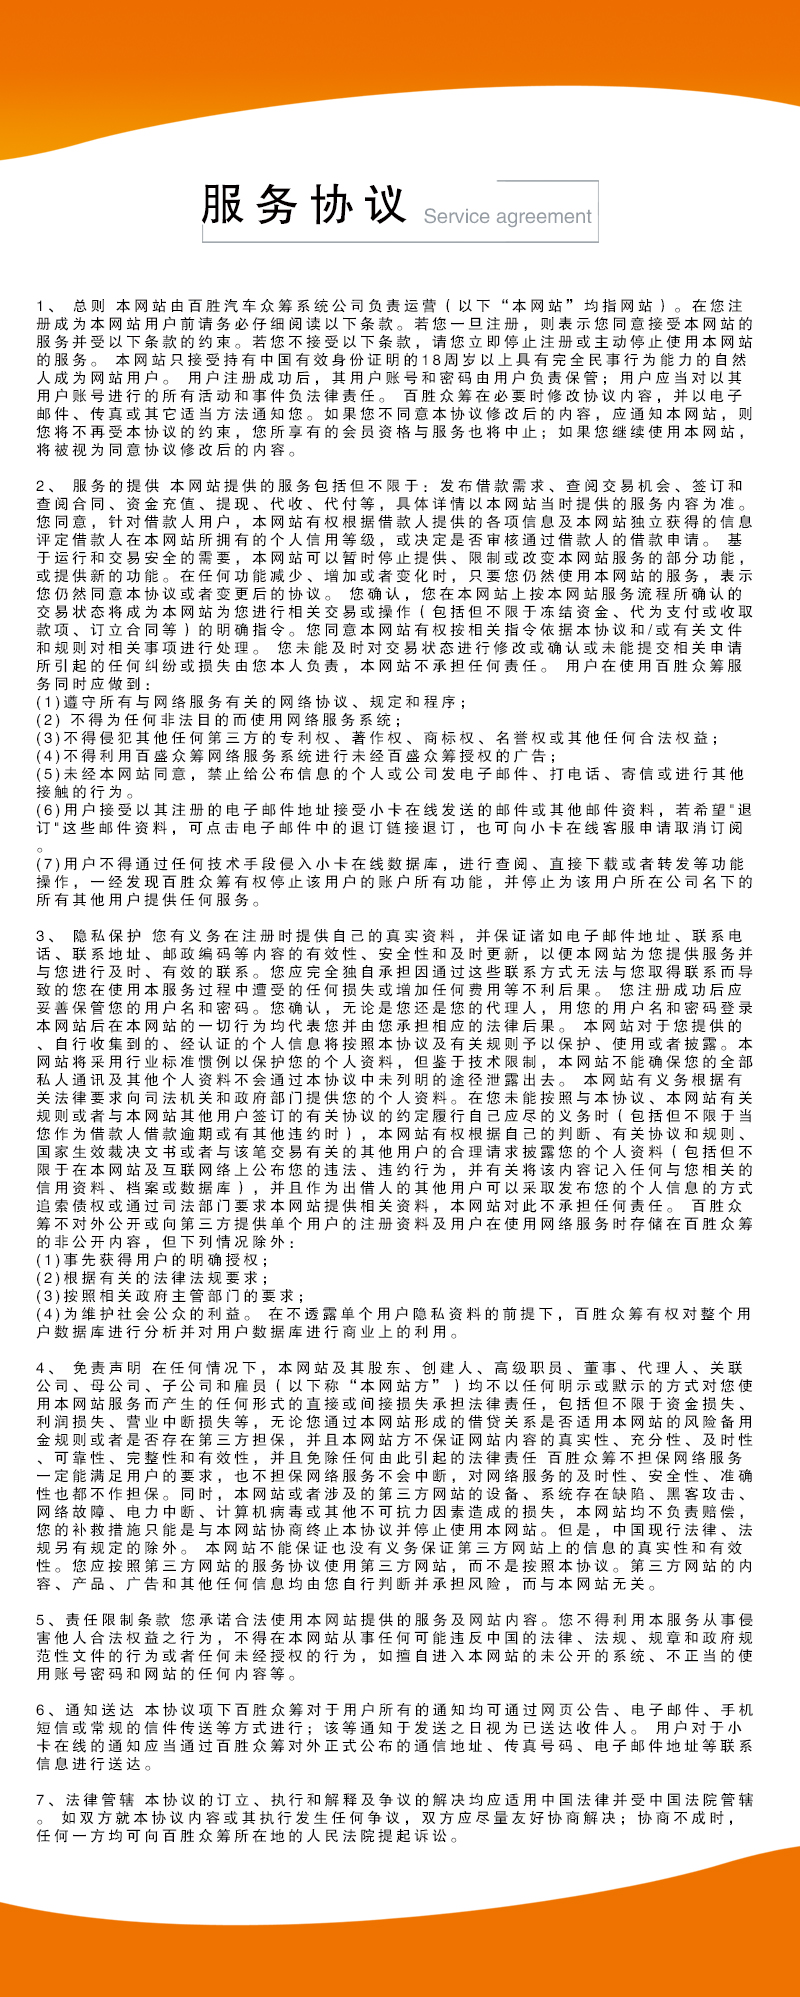 服务协议 Service agreement
1、 总则 本网站由百胜汽车众筹系统公司负责运营（以下“本网站”均指网站）。在您注
册成为本网站用户前请务必仔细阅读以下条款。若您一旦注册，则表示您同意接受本网站的
服务并受以下条款的约束。若您不接受以下条款，请您立即停止注册或主动停止使用本网站
的服务。 本网站只接受持有中国有效身份证明的18周岁以上具有完全民事行为能力的自然
人成为网站用户。 用户注册成功后，其用户账号和密码由用户负责保管；用户应当对以其
用户账号进行的所有活动和事件负法律责任。 百胜众筹在必要时修改协议内容，并以电子
邮件、传真或其它适当方法通知您。如果您不同意本协议修改后的内容，应通知本网站，则
您将不再受本协议的约束，您所享有的会员资格与服务也将中止；如果您继续使用本网站，
将被视为同意协议修改后的内容。
2、 服务的提供 本网站提供的服务包括但不限于：发布借款需求、查阅交易机会、签订和
查阅合同、资金充值、提现、代收、代付等，具体详情以本网站当时提供的服务内容为准。
您同意，针对借款人用户，本网站有权根据借款人提供的各项信息及本网站独立获得的信息
评定借款人在本网站所拥有的个人信用等级，或决定是否审核通过借款人的借款申请。 基
于运行和交易安全的需要，本网站可以暂时停止提供、限制或改变本网站服务的部分功能，
或提供新的功能。在任何功能减少、增加或者变化时，只要您仍然使用本网站的服务，表示
您仍然同意本协议或者变更后的协议。 您确认，您在本网站上按本网站服务流程所确认的
交易状态将成为本网站为您进行相关交易或操作（包括但不限于冻结资金、代为支付或收取
款项、订立合同等）的明确指令。您同意本网站有权按相关指令依据本协议和/或有关文件
和规则对相关事项进行处理。 您未能及时对交易状态进行修改或确认或未能提交相关申请
所引起的任何纠纷或损失由您本人负责，本网站不承担任何责任。 用户在使用百胜众筹服
务同时应做到：
(1)遵守所有与网络服务有关的网络协议、规定和程序；
(2) 不得为任何非法目的而使用网络服务系统；
(3)不得侵犯其他任何第三方的专利权、著作权、商标权、名誉权或其他任何合法权益；
(4)不得利用百盛众筹网络服务系统进行未经百盛众筹授权的广告；
(5)未经本网站同意，禁止给公布信息的个人或公司发电子邮件、打电话、寄信或进行其他
接触的行为。
(6)用户接受以其注册的电子邮件地址接受小卡在线发送的邮件或其他邮件资料，若希望"退
订"这些邮件资料，可点击电子邮件中的退订链接退订，也可向小卡在线客服申请取消订阅
。
(7)用户不得通过任何技术手段侵入小卡在线数据库，进行查阅、直接下载或者转发等功能
操作，一经发现百胜众筹有权停止该用户的账户所有功能，并停止为该用户所在公司名下的
所有其他用户提供任何服务。
3、 隐私保护 您有义务在注册时提供自己的真实资料，并保证诸如电子邮件地址、联系电
话、联系地址、邮政编码等内容的有效性、安全性和及时更新，以便本网站为您提供服务并
与您进行及时、有效的联系。您应完全独自承担因通过这些联系方式无法与您取得联系而导
致的您在使用本服务过程中遭受的任何损失或增加任何费用等不利后果。 您注册成功后应
妥善保管您的用户名和密码。您确认，无论是您还是您的代理人，用您的用户名和密码登录
本网站后在本网站的一切行为均代表您并由您承担相应的法律后果。 本网站对于您提供的
、自行收集到的、经认证的个人信息将按照本协议及有关规则予以保护、使用或者披露。本
网站将采用行业标准惯例以保护您的个人资料，但鉴于技术限制，本网站不能确保您的全部
私人通讯及其他个人资料不会通过本协议中未列明的途径泄露出去。 本网站有义务根据有
关法律要求向司法机关和政府部门提供您的个人资料。在您未能按照与本协议、本网站有关
规则或者与本网站其他用户签订的有关协议的约定履行自己应尽的义务时（包括但不限于当
您作为借款人借款逾期或有其他违约时），本网站有权根据自己的判断、有关协议和规则、
国家生效裁决文书或者与该笔交易有关的其他用户的合理请求披露您的个人资料（包括但不
限于在本网站及互联网络上公布您的违法、违约行为，并有关将该内容记入任何与您相关的
信用资料、档案或数据库），并且作为出借人的其他用户可以采取发布您的个人信息的方式
追索债权或通过司法部门要求本网站提供相关资料，本网站对此不承担任何责任。 百胜众
筹不对外公开或向第三方提供单个用户的注册资料及用户在使用网络服务时存储在百胜众筹
的非公开内容，但下列情况除外：
(1)事先获得用户的明确授权；
(2)根据有关的法律法规要求；
(3)按照相关政府主管部门的要求；
(4)为维护社会公众的利益。 在不透露单个用户隐私资料的前提下，百胜众筹有权对整个用
户数据库进行分析并对用户数据库进行商业上的利用。
4、 免责声明 在任何情况下，本网站及其股东、创建人、高级职员、董事、代理人、关联
公司、母公司、子公司和雇员（以下称“本网站方”）均不以任何明示或默示的方式对您使
用本网站服务而产生的任何形式的直接或间接损失承担法律责任，包括但不限于资金损失、
利润损失、营业中断损失等，无论您通过本网站形成的借贷关系是否适用本网站的风险备用
金规则或者是否存在第三方担保，并且本网站方不保证网站内容的真实性、充分性、及时性
、可靠性、完整性和有效性，并且免除任何由此引起的法律责任 百胜众筹不担保网络服务
一定能满足用户的要求，也不担保网络服务不会中断，对网络服务的及时性、安全性、准确
性也都不作担保。同时，本网站或者涉及的第三方网站的设备、系统存在缺陷、黑客攻击、
网络故障、电力中断、计算机病毒或其他不可抗力因素造成的损失，本网站均不负责赔偿，
您的补救措施只能是与本网站协商终止本协议并停止使用本网站。但是，中国现行法律、法
规另有规定的除外。 本网站不能保证也没有义务保证第三方网站上的信息的真实性和有效
性。您应按照第三方网站的服务协议使用第三方网站，而不是按照本协议。第三方网站的内
容、产品、广告和其他任何信息均由您自行判断并承担风险，而与本网站无关。
5、责任限制条款 您承诺合法使用本网站提供的服务及网站内容。您不得利用本服务从事侵
害他人合法权益之行为，不得在本网站从事任何可能违反中国的法律、法规、规章和政府规
范性文件的行为或者任何未经授权的行为，如擅自进入本网站的未公开的系统、不正当的使
用账号密码和网站的任何内容等。
6、通知送达 本协议项下百胜众筹对于用户所有的通知均可通过网页公告、电子邮件、手机
短信或常规的信件传送等方式进行；该等通知于发送之日视为已送达收件人。 用户对于小
卡在线的通知应当通过百胜众筹对外正式公布的通信地址、传真号码、电子邮件地址等联系
信息进行送达。
7、法律管辖 本协议的订立、执行和解释及争议的解决均应适用中国法律并受中国法院管辖
。 如双方就本协议内容或其执行发生任何争议，双方应尽量友好协商解决；协商不成时，
任何一方均可向百胜众筹所在地的人民法院提起诉讼。